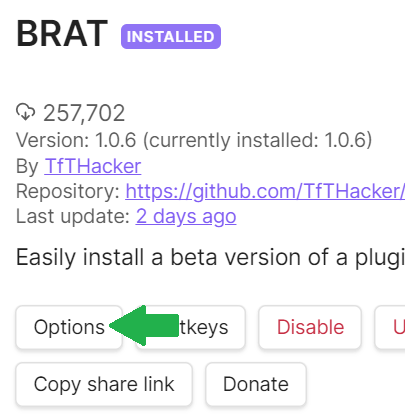 BRAT INSTALLED
257,702
Version: 1.0.6 (currently installed: 1.0.6)
By TfTHacker
Repository: https://github.com/TfTHacker/
Last update: 2 days ago
Easily install a beta version of a plugi
Options tkeys Disable U
Copy share link Donate